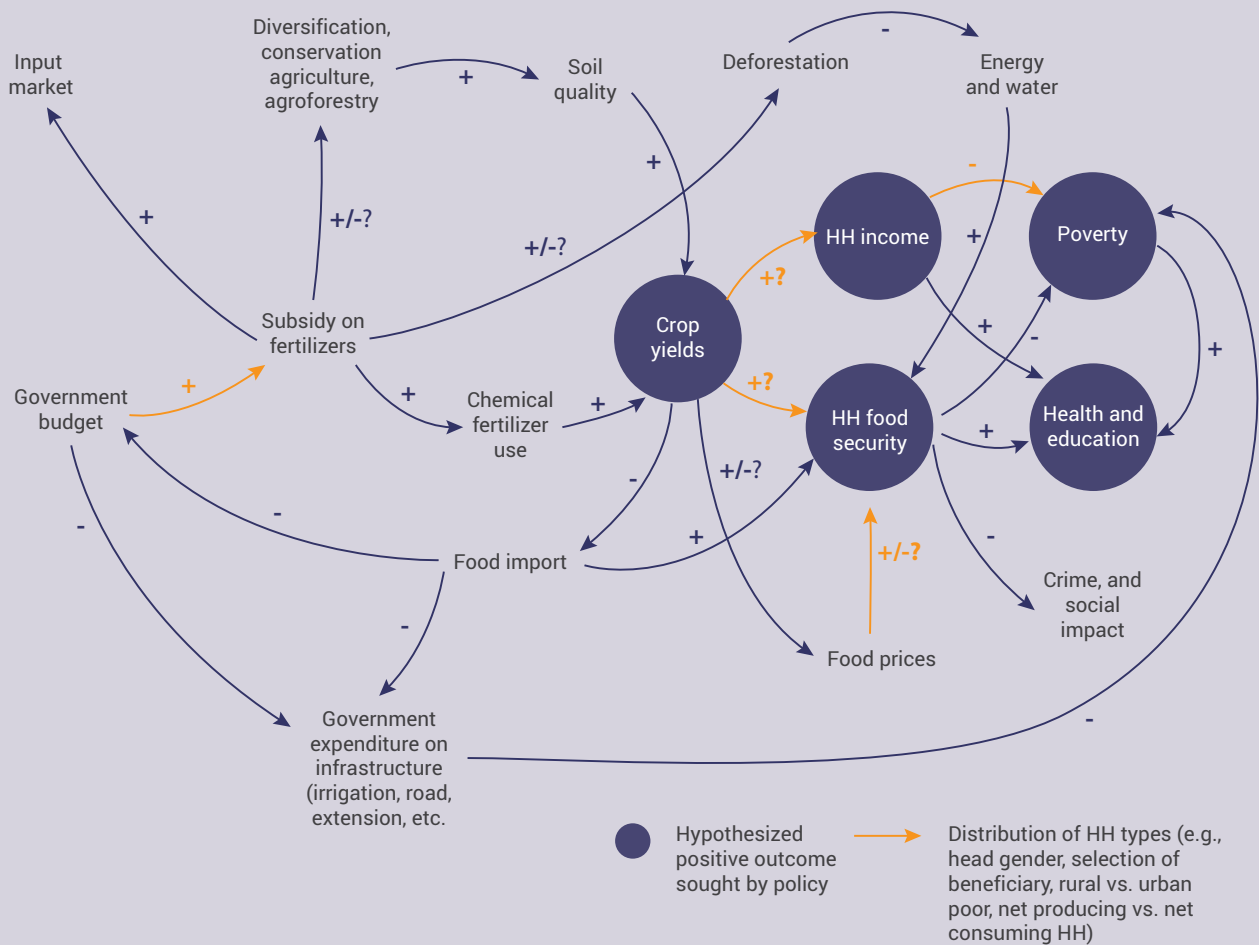 Diversification,
conservation
agriculture,
agroforestry
Input
market
Soil
quality
Deforestation
Energy
and water
-
+
+
+
+/-?
+/-?
+
-
HH income
Poverty
+?
+
Subsidy on
fertilizers
Crop
yields
+
-
+
+
Government
budget
+
Chemical
fertilizer
use
+
+?
HH food
security
+
Health and
education
-
-
-
+/-?
+
+/-?
-
Food import
Crime, and
social
impact
-
Food prices
Government
expenditure on
infrastructure
(irrigation, road,
extension, etc.
-
Hypothesized
positive outcome
sought by policy
Distribution of HH types (e.g.,
head gender, selection of
beneficiary, rural vs. urban
poor, net producing vs. net
consuming HH)